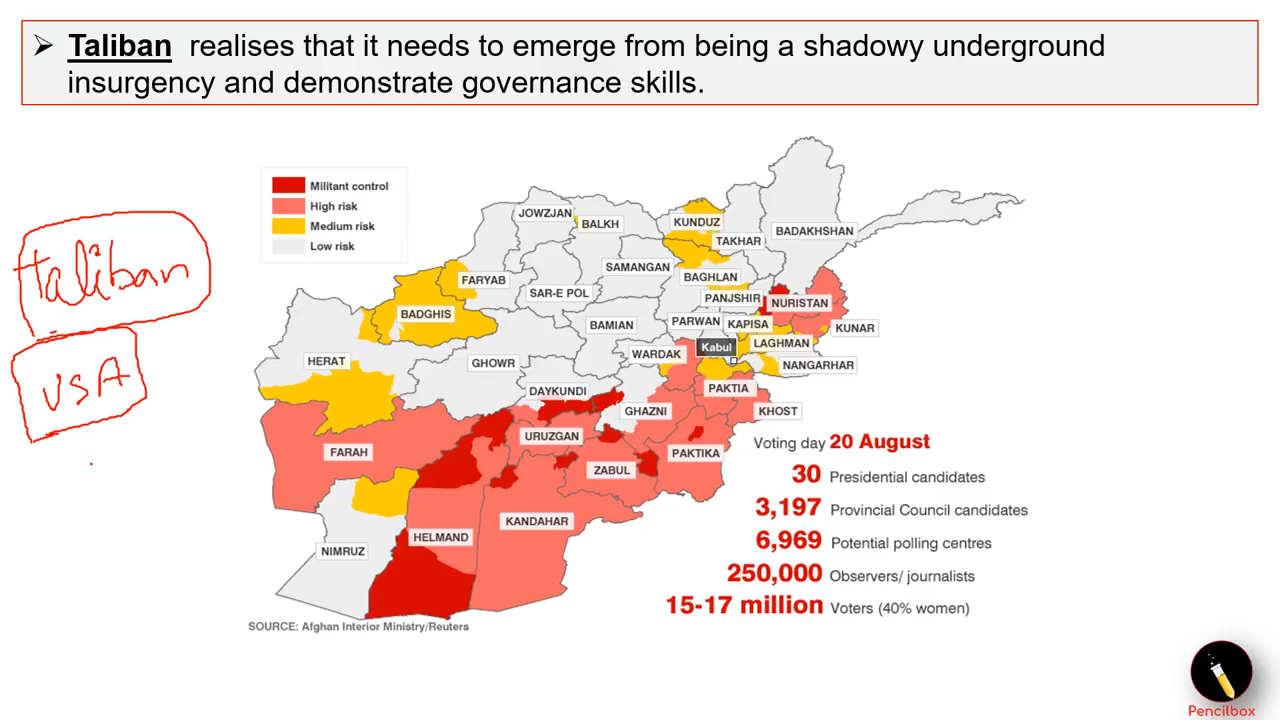 ➢ Taliban realises that it needs to emerge from being a shadowy underground
insurgency and demonstrate governance skills.
Militant control
High risk
Medium risk
Low risk
taliban
USA
JOWZJAN
BALKH
KUNDUZ
TAKHAR
BADAKHSHAN
FARYAB
SAMANGAN
BAGHLAN
SAR-E POL
PANJSHIR
NURISTAN
BADGHIS
BAMIAN
PARWAN
KAPISA
KUNAR
HERAT
GHOWR
WARDAK
Kabul
LAGHMAN
NANGARHAR
DAYKUNDI
GHAZNI
PAKTIA
KHOST
FARAH
URUZGAN
ZABUL
PAKTIKA
NIMRUZ
HELMAND
KANDAHAR
Voting day 20 August
30 Presidential candidates
3,197 Provincial Council candidates
6,969 Potential polling centres
250,000 Observers/ journalists
15-17 million Voters (40% women)
SOURCE: Afghan Interior Ministry/Reuters
Pencilbox